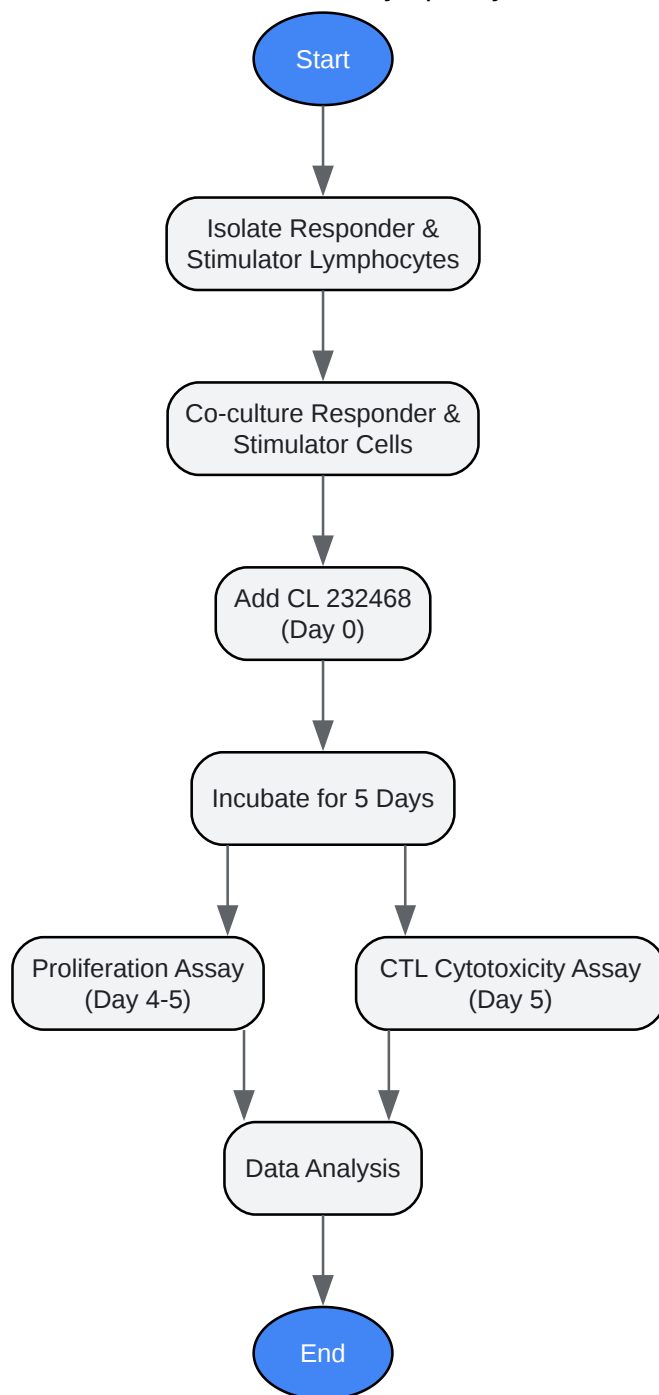 Start
Isolate Responder &
Stimulator Lymphocytes
Co-culture Responder &
Stimulator Cells
Add CL 232468
(Day 0)
Incubate for 5 Days
Proliferation Assay
(Day 4-5)
CTL Cytotoxicity Assay
(Day 5)
Data Analysis
End